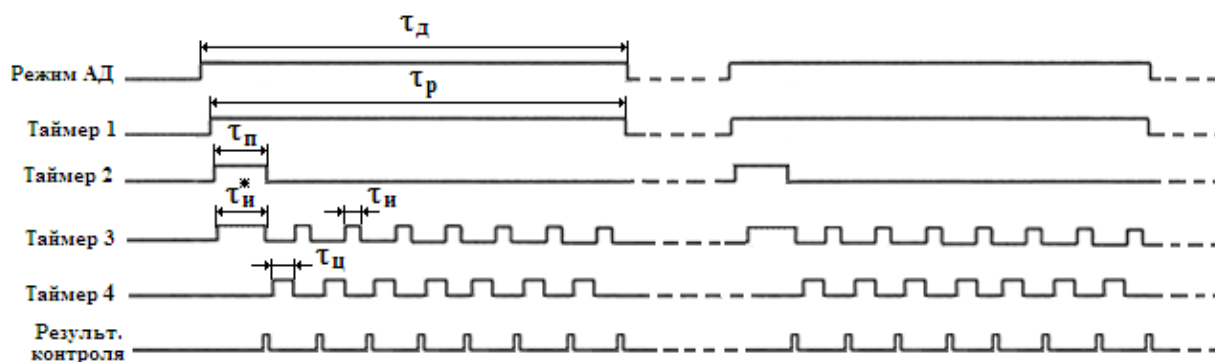 τд
Режим АД
τр
Таймер 1
τп
Таймер 2
τи* τи
Таймер 3
τц
Таймер 4
Результ.
контроля